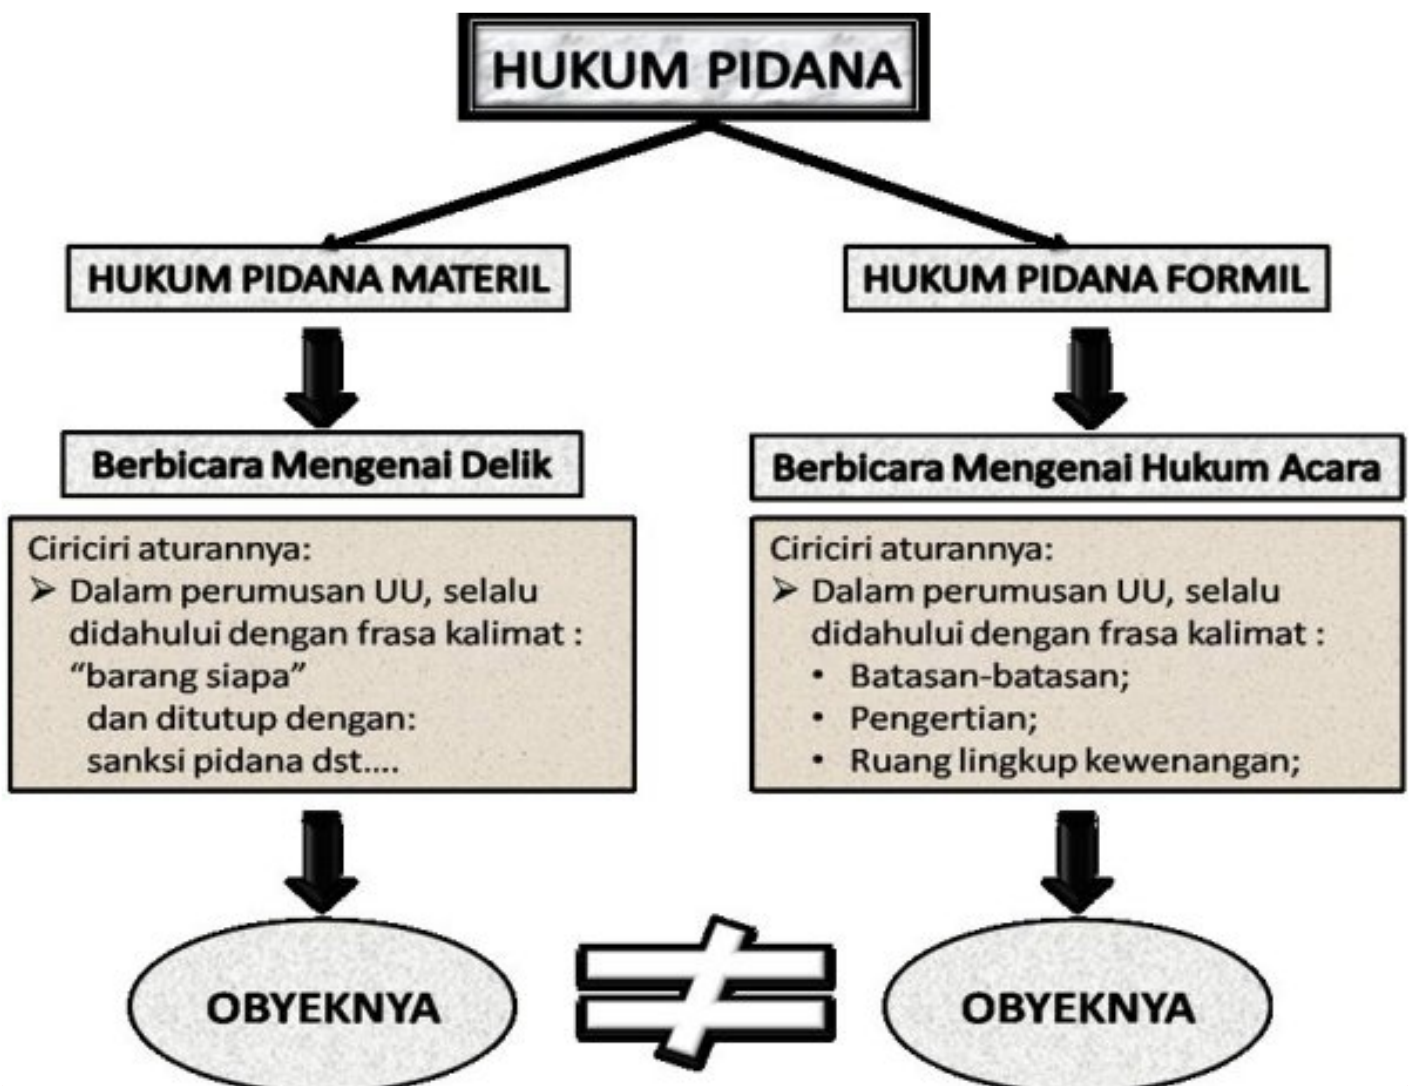 HUKUM PIDANA
HUKUM PIDANA MATERIL
Berbicara Mengenai Delik
Ciriciri aturannya:
➢ Dalam perumusan UU, selalu
didahului dengan frasa kalimat :
“barang siapa”
dan ditutup dengan:
sanksi pidana dst....
OBYEKNYA
HUKUM PIDANA FORMIL
Berbicara Mengenai Hukum Acara
Ciriciri aturannya:
➢ Dalam perumusan UU, selalu
didahului dengan frasa kalimat :
• Batasan-batasan;
• Pengertian;
• Ruang lingkup kewenangan;
OBYEKNYA